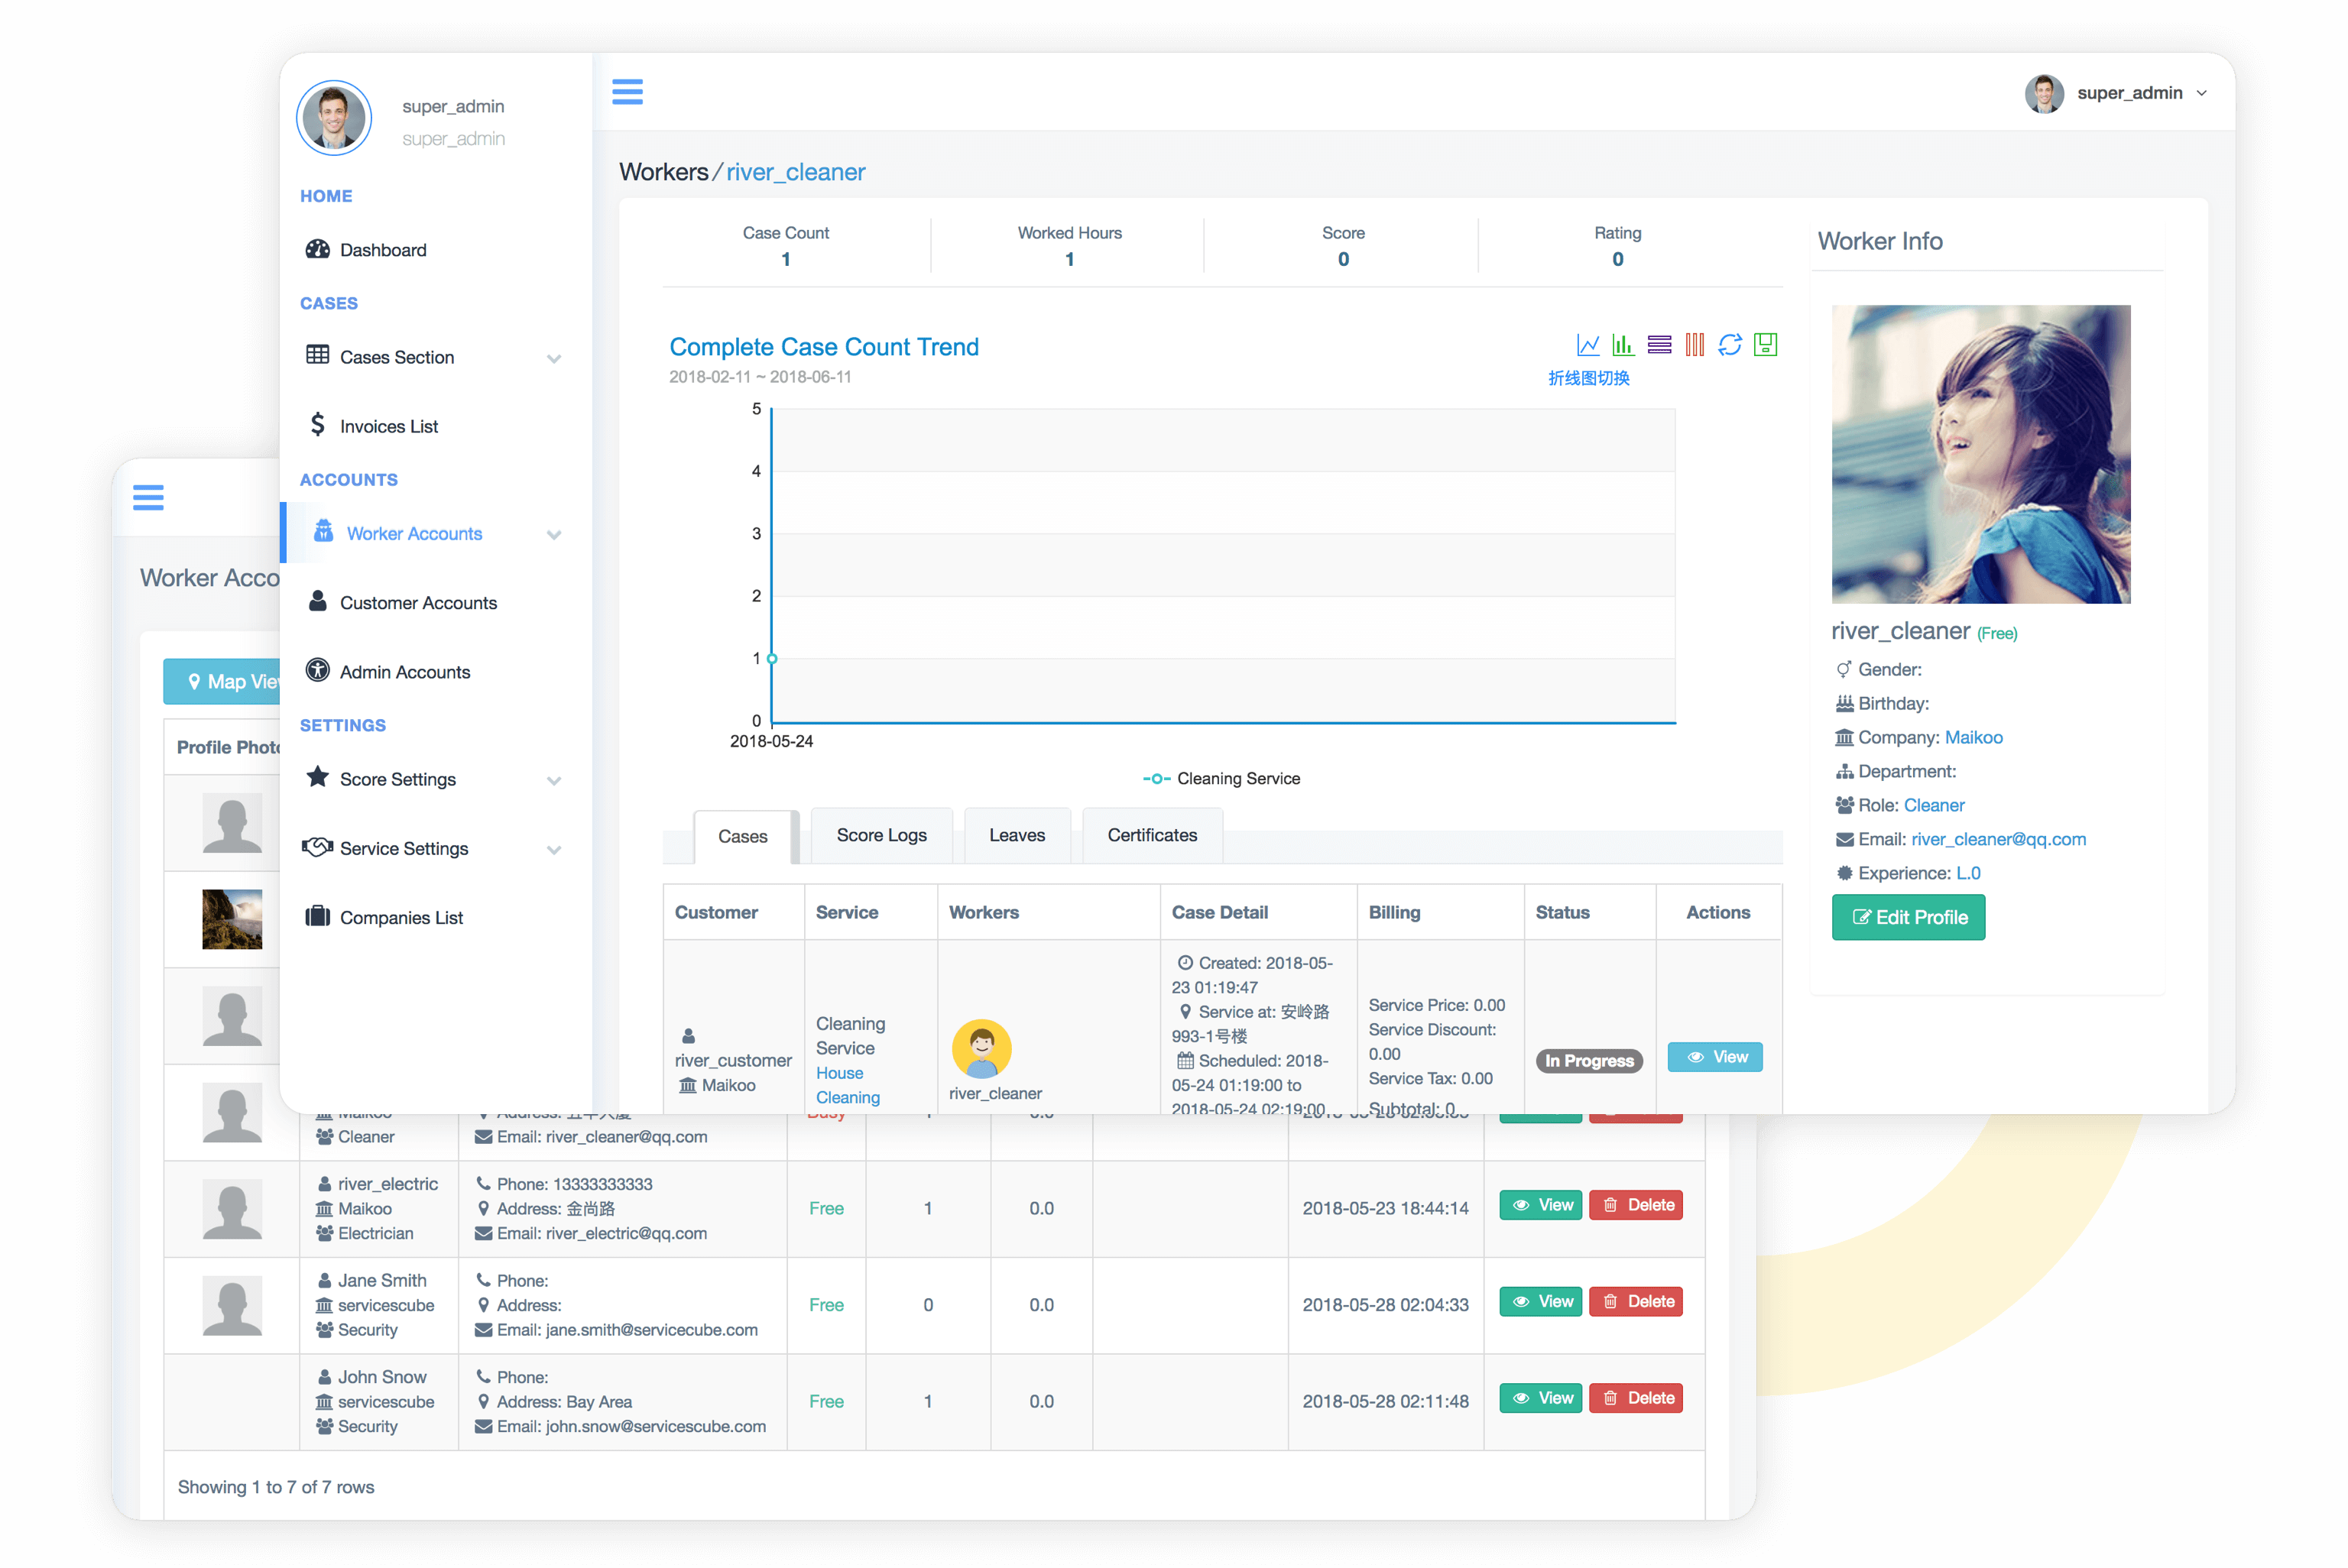 super_admin
super_admin
HOME
Dashboard
CASES
Cases Section
Invoices List
ACCOUNTS
Worker Accounts
Customer Accounts
Admin Accounts
SETTINGS
Score Settings
Service Settings
Companies List
super_admin
Workers / river_cleaner
Case Count
1
Worked Hours
1
Score
0
Rating
0
Complete Case Count Trend
2018-02-11 ~ 2018-06-11
折线图切换
5
4
3
2
1
0
2018-05-24
Cleaning Service
Cases
Score Logs
Leaves
Certificates
Customer
Service
Workers
Case Detail
Billing
Status
Actions
river_customer
Maikoo
Cleaning
Service
House
Cleaning
river_cleaner
Created: 2018-05-
23 01:19:47
Service at: 安岭路
993-1号楼
Scheduled: 2018-
05-24 01:19:00 to
2018-05-24 02:19:00
Service Price: 0.00
Service Discount:
0.00
Service Tax: 0.00
Subtotal: 0
In Progress
View
Worker Info
river_cleaner (Free)
Gender:
Birthday:
Company: Maikoo
Department:
Role: Cleaner
Email: river_cleaner@qq.com
Experience: L.0
Edit Profile
Worker Acco
Map View
Profile Photo
Maikoo
Cleaner
Address:
Email: river_cleaner@qq.com
Busy
river_electric
Maikoo
Electrician
Phone: 13333333333
Address: 金尚路
Email: river_electric@qq.com
Free
1
0.0
2018-05-23 18:44:14
View
Delete
Jane Smith
servicescube
Security
Phone:
Address:
Email: jane.smith@servicecube.com
Free
0
0.0
2018-05-28 02:04:33
View
Delete
John Snow
servicescube
Security
Phone:
Address: Bay Area
Email: john.snow@servicescube.com
Free
1
0.0
2018-05-28 02:11:48
View
Delete
Showing 1 to 7 of 7 rows